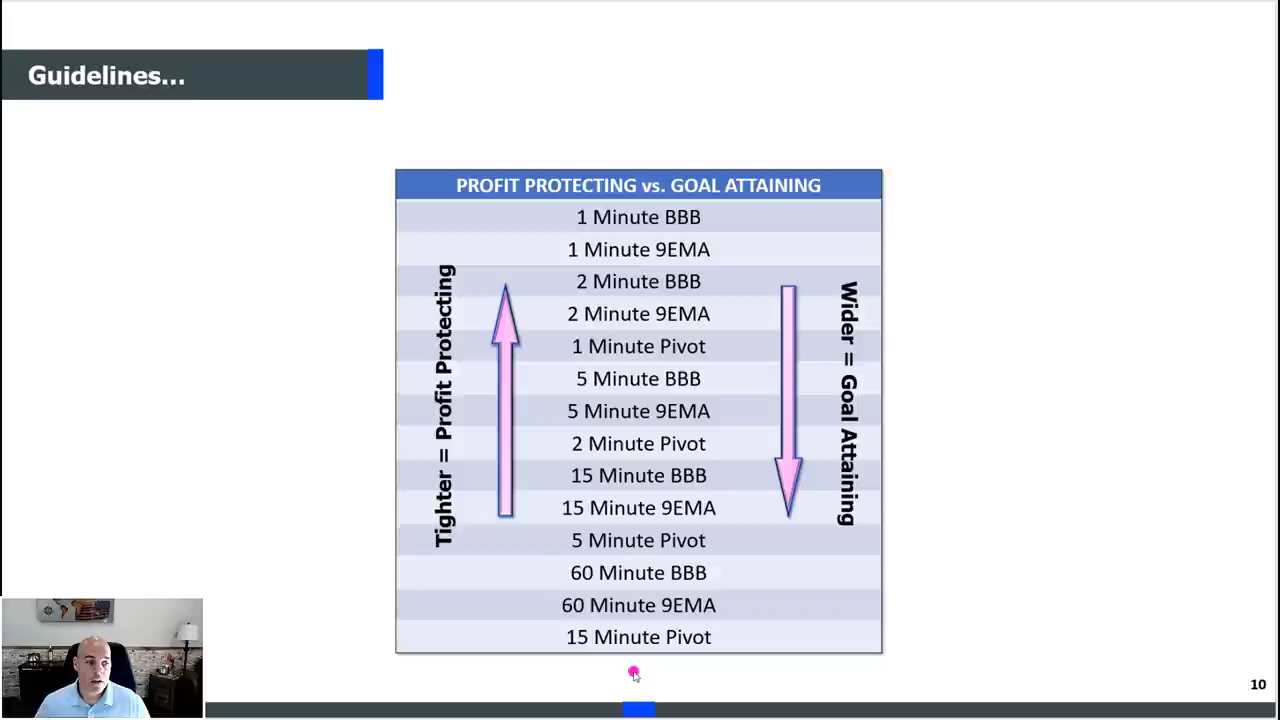 Guidelines...
PROFIT PROTECTING vs. GOAL ATTAINING
1 Minute BBB
1 Minute 9EMA
2 Minute BBB
2 Minute 9EMA
1 Minute Pivot
5 Minute BBB
5 Minute 9EMA
2 Minute Pivot
15 Minute BBB
15 Minute 9EMA
5 Minute Pivot
60 Minute BBB
60 Minute 9EMA
15 Minute Pivot
Tighter = Profit Protecting
Wider = Goal Attaining
10